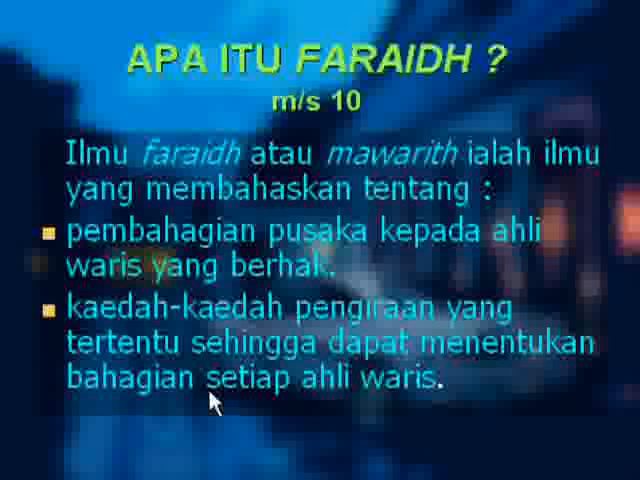 APA ITU FARAIDH ?
m/s 10
Ilmu faraidh atau mawarith ialah ilmu
yang membahaskan tentang :
pembahagian pusaka kepada ahli
waris yang berhak.
kaedah-kaedah pengiraan yang
tertentu sehingga dapat menentukan
bahagian setiap ahli waris.